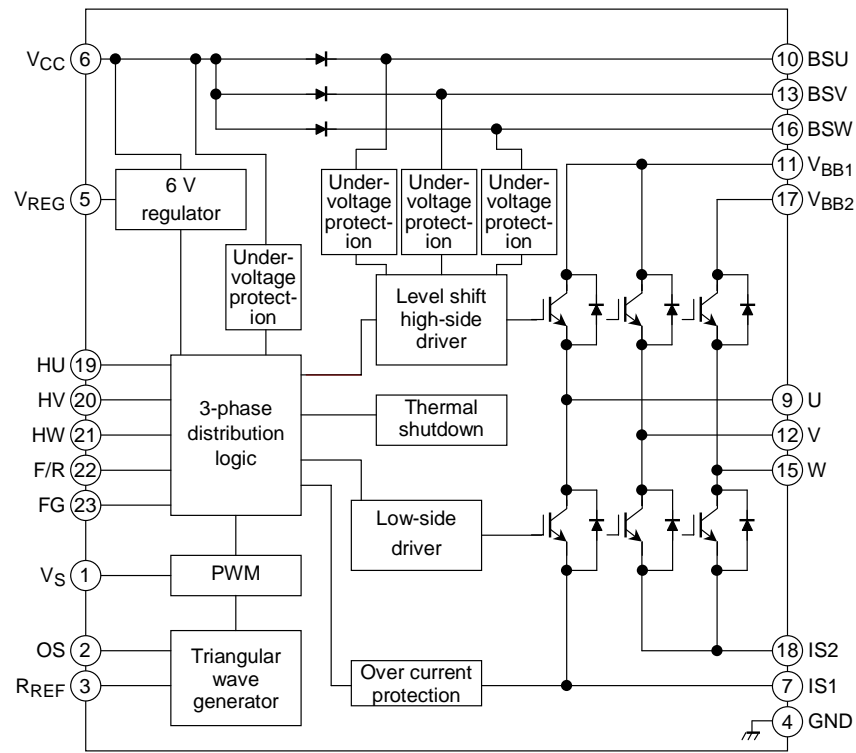 VCC 6
10 BSU
13 BSV
16 BSW
11 VBB1
17 VBB2
VREG 5
6 V
regulator
Under-
voltage
protect-
ion
Under-
voltage
protect-
ion
Under-
voltage
protect-
ion
Under-
voltage
protect-
ion
Level shift
high-side
driver
HU 19
HV 20
HW 21
F/R 22
FG 23
3-phase
distribution
logic
Thermal
shutdown
9 U
12 V
15 W
Low-side
driver
VS 1
PWM
OS 2
RREF 3
Triangular
wave
generator
Over current
protection
18 IS2
7 IS1
4 GND